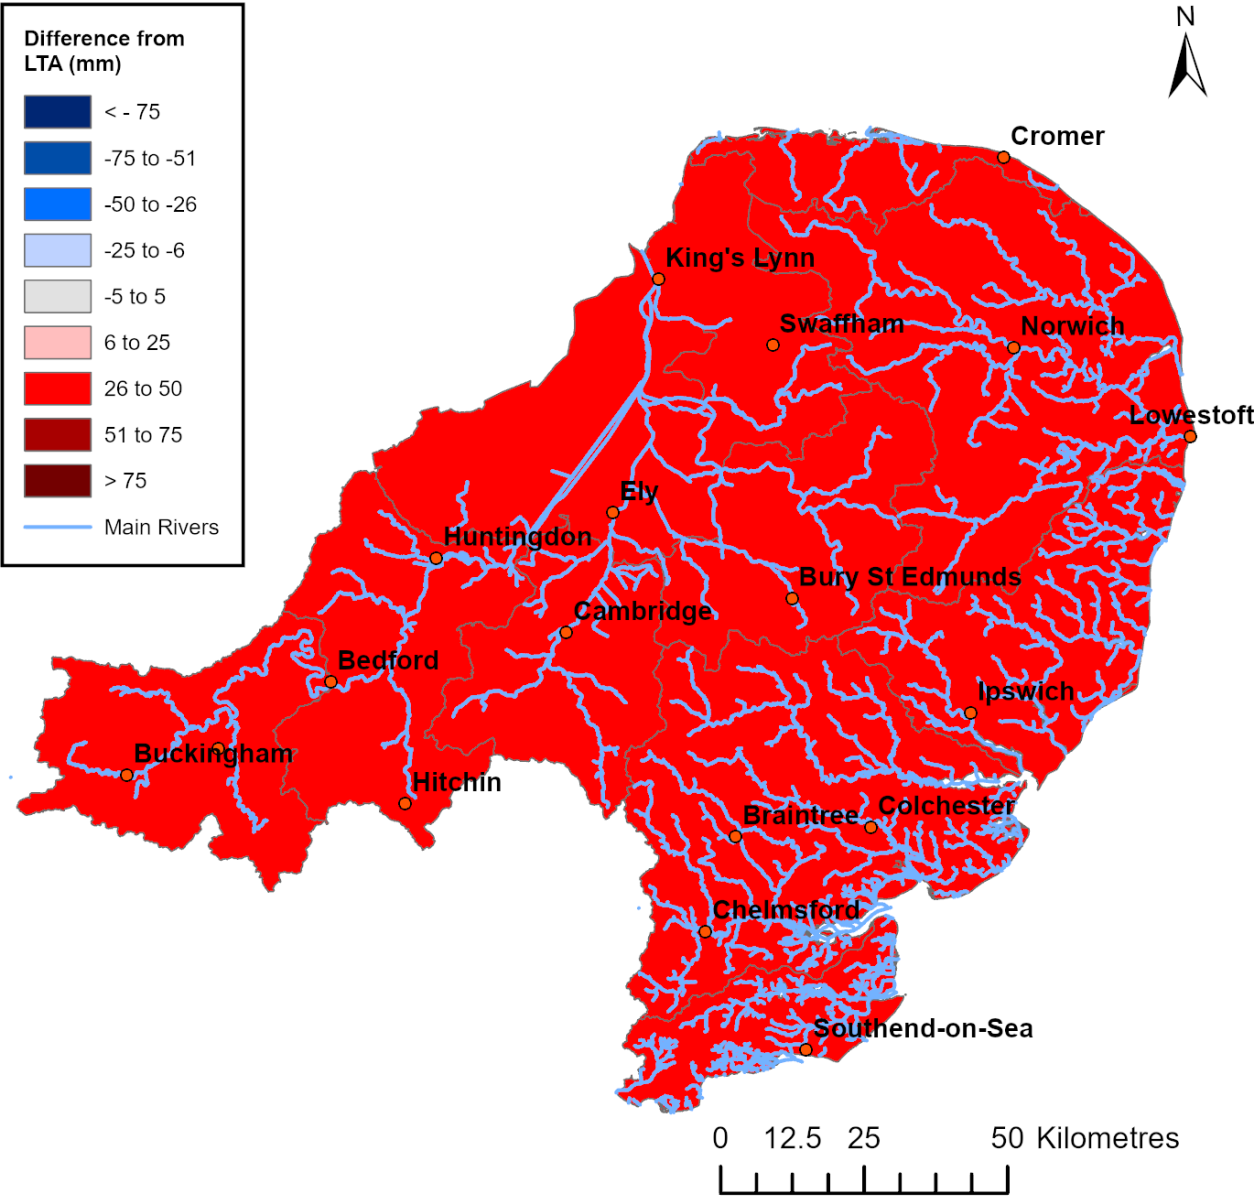 Difference from
LTA (mm)
< - 75
-75 to -51
-50 to -26
-25 to -6
-5 to 5
6 to 25
26 to 50
51 to 75
> 75
Main Rivers
N
Cromer
King's Lynn
Swaffham
Norwich
Lowestoft
Ely
Huntingdon
Bury St Edmunds
Cambridge
Bedford
Ipswich
Buckingham
Hitchin
Braintree
Colchester
Chelmsford
Southend-on-Sea
0 12.5 25 50 Kilometres